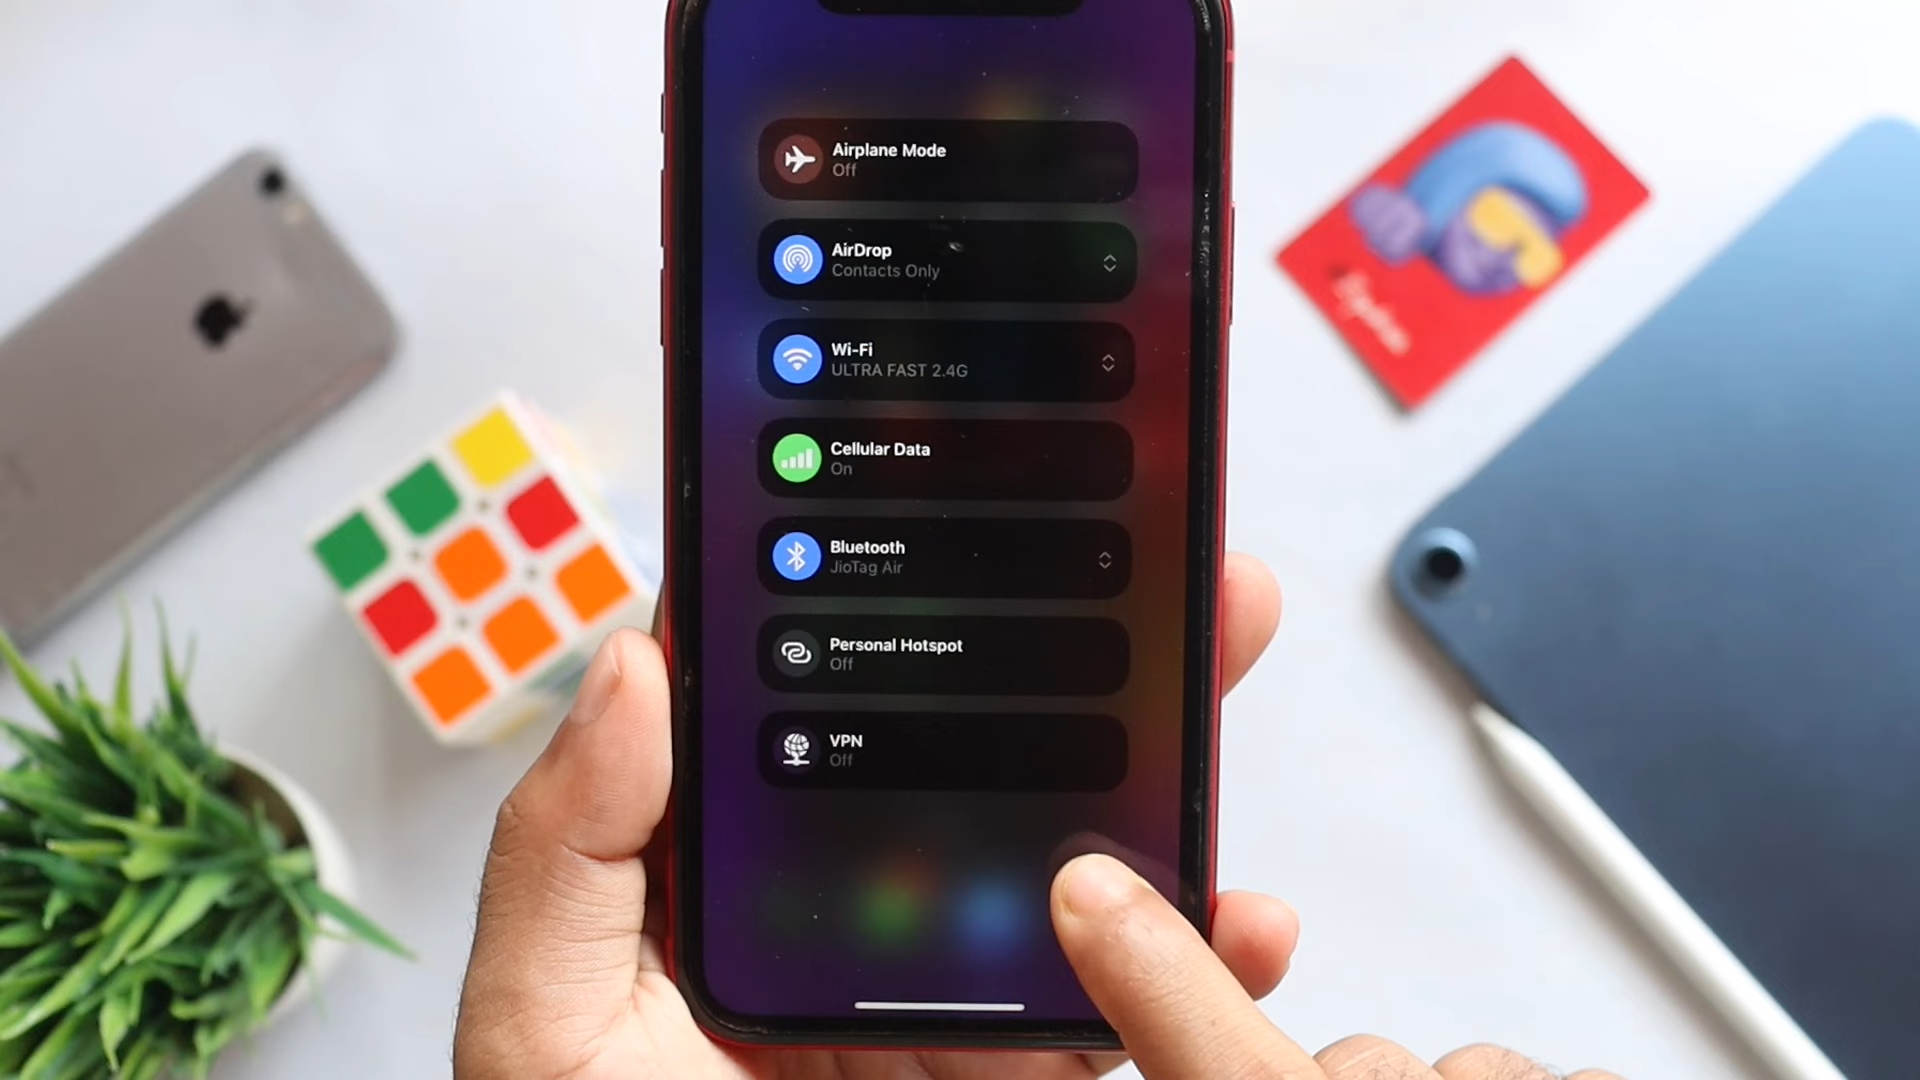 Airplane Mode
Off
AirDrop
Contacts Only
Wi-Fi
ULTRA FAST 2.4G
Cellular Data
On
Bluetooth
JioTag Air
Personal Hotspot
Off
VPN
Off